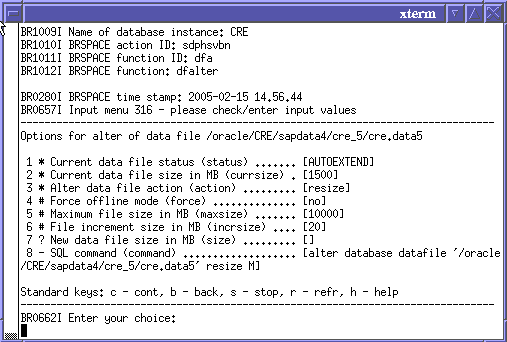 xterm
BR1009I Name of database instance: CRE
BR1010I BRSPACE action ID: sdphsvbn
BR1011I BRSPACE function ID: dfa
BR1012I BRSPACE function: dfalter
BR0280I BRSPACE time stamp: 2005-02-15 14.56.44
BR0657I Input menu 316 - please check/enter input values
-------------------------------------------------------------------------------
Options for alter of data file /oracle/CRE/sapdata4/cre_5/cre.data5
1 * Current data file status (status) ....... [AUTOEXTEND]
2 * Current data file size in MB (currsize) . [1500]
3 * Alter data file action (action) ......... [resize]
4 # Force offline mode (force) .............. [no]
5 # Maximum file size in MB (maxsize) ....... [10000]
6 # File increment size in MB (incrsize) .... [20]
7 ? New data file size in MB (size) ......... []
8 - SQL command (command) ................... [alter database datafile '/oracle
/CRE/sapdata4/cre_5/cre.data5' resize M]
Standard keys: c - cont, b - back, s - stop, r - refr, h - help
-------------------------------------------------------------------------------
BR0662I Enter your choice: